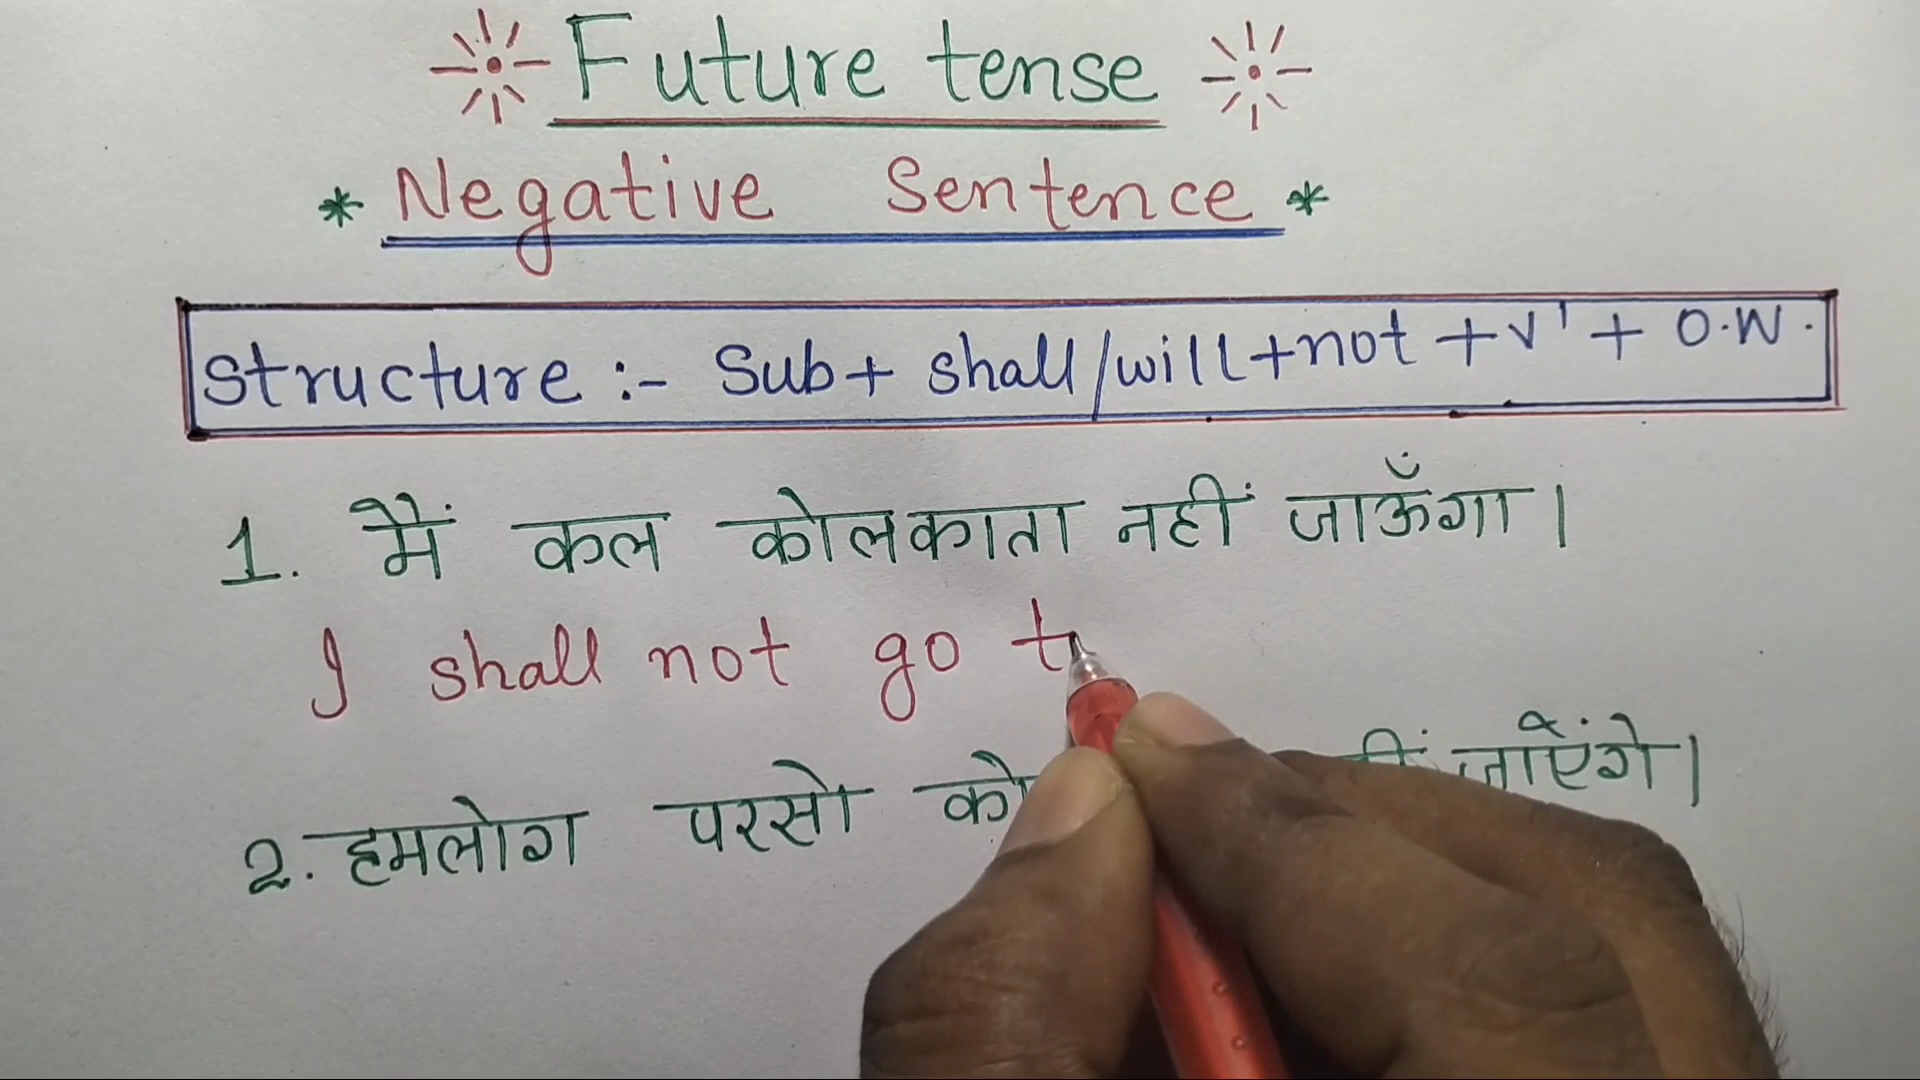 Future tense
* Negative Sentence *
Structure :- Sub + shall/will + not + V¹ + O.W.
1. मैं कल कोलकाता नहीं जाऊँगा।
I shall not go t
2. हमलोग परसो जाऐंगे।